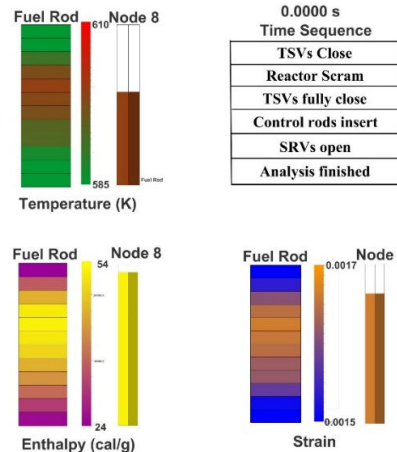 Fuel Rod Node 8
610
585
Fuel Rod
Temperature (K)
0.0000 s
Time Sequence
TSVs Close
Reactor Scram
TSVs fully close
Control rods insert
SRVs open
Analysis finished
Fuel Rod Node 8
54
24
Enthalpy (cal/g)
Fuel Rod Node
0.0017
0.0015
Strain